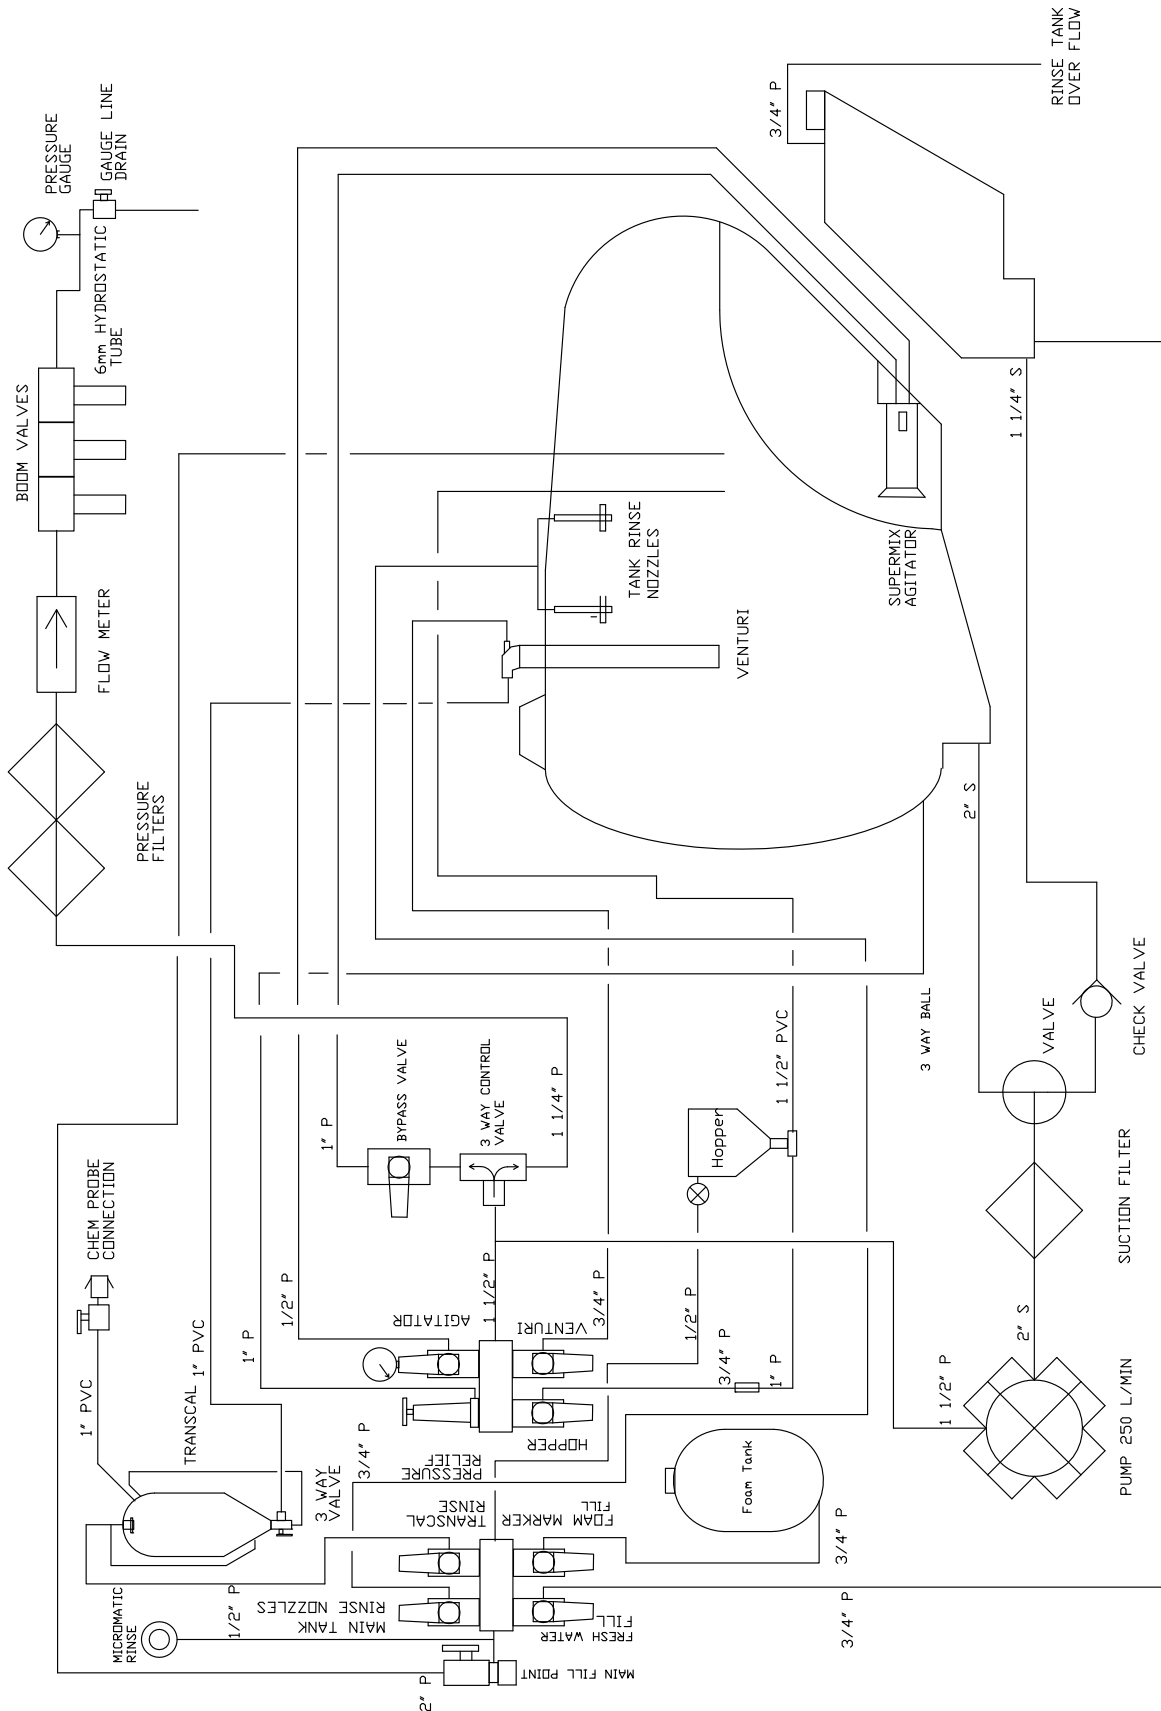 RINSE TANK
OVER FLOW
3/4" P
PRESSURE
GAUGE
GAUGE LINE
DRAIN
6mm HYDROSTATIC
TUBE
BOOM VALVES
1 1/4" S
TANK RINSE
NOZZLES
SUPERMIX
AGITATOR
FLOW METER
VENTURI
PRESSURE
FILTERS
2" S
CHECK VALVE
VALVE
3 WAY BALL
1 1/2" PVC
BYPASS VALVE
3 WAY CONTROL
VALVE
1" P
1 1/4" P
Hopper
SUCTION FILTER
CHEM PROBE
CONNECTION
1/2" P
1 1/2" P
3/4" P
1/2" P
AGITATOR
VENTURI
2" S
1" PVC
1" P
3/4" P
1" P
1 1/2" P
PUMP 250 L/MIN
1" PVC
TRANSCAL
3/4" P
HOPPER
PRESSURE
RELIEF
Foam Tank
3 WAY
VALVE
TRANSCAL
RINSE
FOAM MARKER
FILL
3/4" P
MICROMATIC
RINSE
1/2" P
MAIN TANK
RINSE NOZZLES
FRESH WATER
FILL
3/4" P
MAIN FILL POINT
2" P